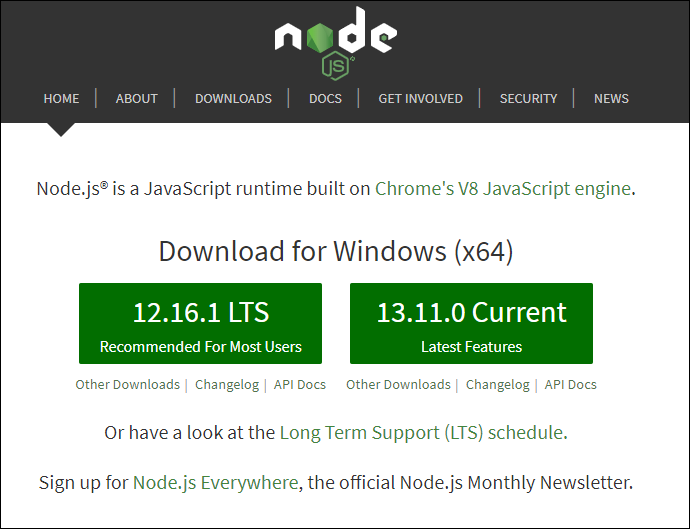 node
JS
HOME | ABOUT | DOWNLOADS | DOCS | GET INVOLVED | SECURITY | NEWS
Node.js® is a JavaScript runtime built on Chrome's V8 JavaScript engine.
Download for Windows (x64)
12.16.1 LTS
Recommended For Most Users
13.11.0 Current
Latest Features
Other Downloads | Changelog | API Docs
Other Downloads | Changelog | API Docs
Or have a look at the Long Term Support (LTS) schedule.
Sign up for Node.js Everywhere, the official Node.js Monthly Newsletter.